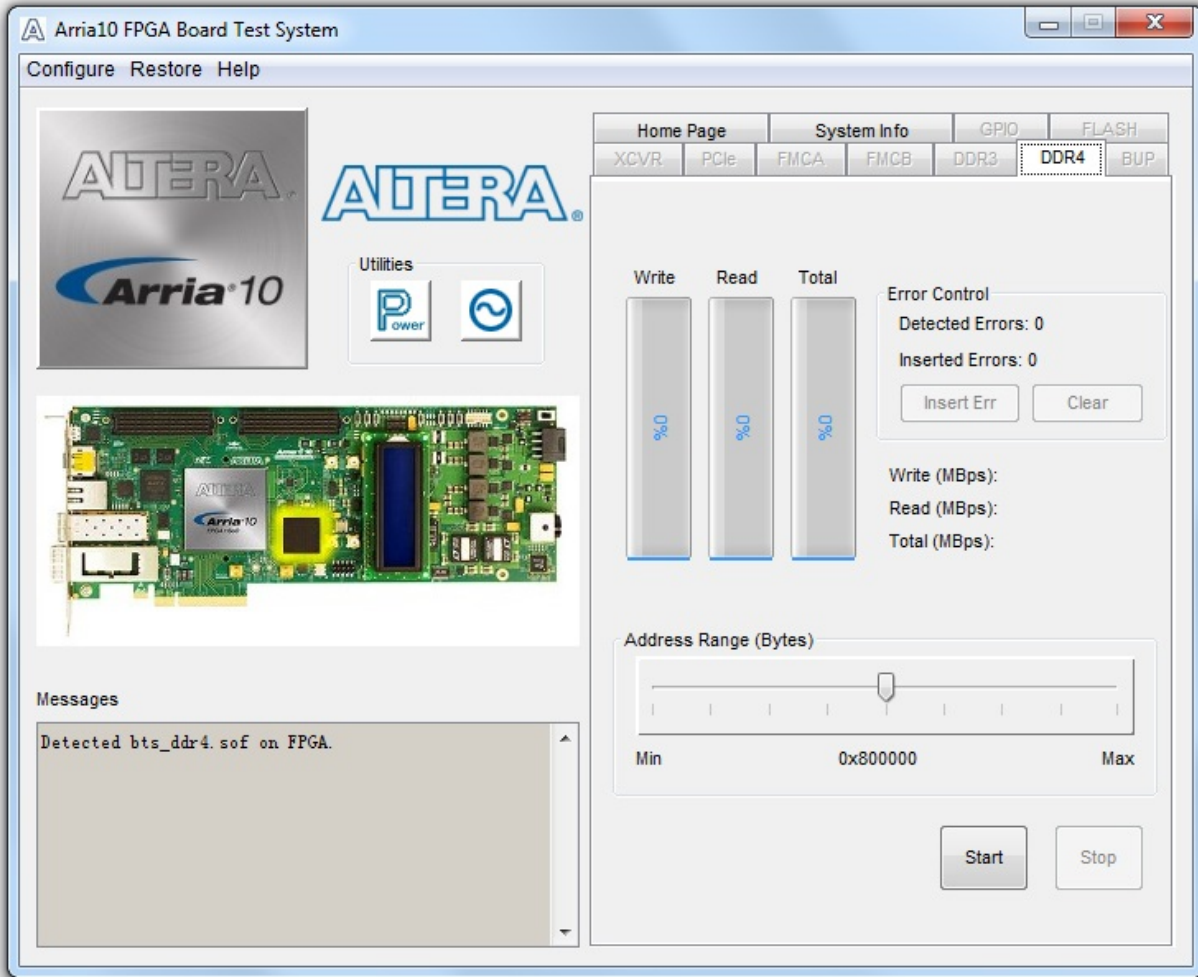 Arria10 FPGA Board Test System
Configure Restore Help
ALTERA
Arria 10
ALTERA®
Utilities
Power
ALTERA
Arria 10
Messages
Detected bts_ddr4.sof on FPGA.
Home Page System Info GPIO FLASH
XCVR PCIe FMCA FMCB DDR3 DDR4 BUP
Write Read Total
0% 0% 0%
Error Control
Detected Errors: 0
Inserted Errors: 0
Insert Err Clear
Write (MBps):
Read (MBps):
Total (MBps):
Address Range (Bytes)
Min 0x800000 Max
Start Stop